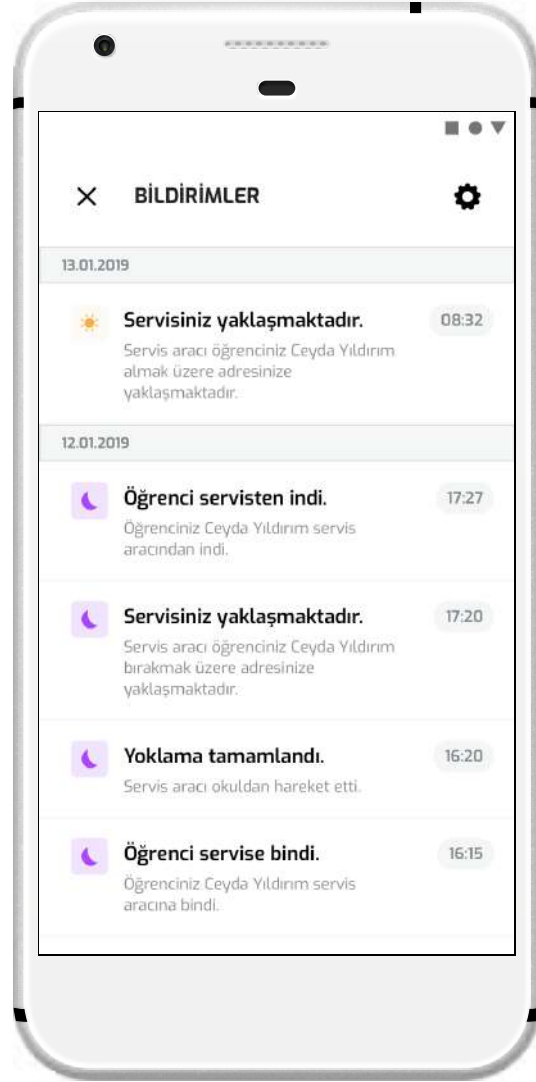 BİLDİRİMLER
13.01.2019
Servisiniz yaklaşmaktadır.
08:32
Servis aracı öğrenciniz Ceyda Yıldırım
almak üzere adresinize
yaklaşmaktadır.
12.01.2019
Öğrenci servisten indi.
17:27
Öğrenciniz Ceyda Yıldırım servis
aracından indi.
Servisiniz yaklaşmaktadır.
17:20
Servis aracı öğrenciniz Ceyda Yıldırım
bırakmak üzere adresinize
yaklaşmaktadır.
Yoklama tamamlandı.
16:20
Servis aracı okuldan hareket etti.
Öğrenci servise bindi.
16:15
Öğrenciniz Ceyda Yıldırım servis
aracına bindi.